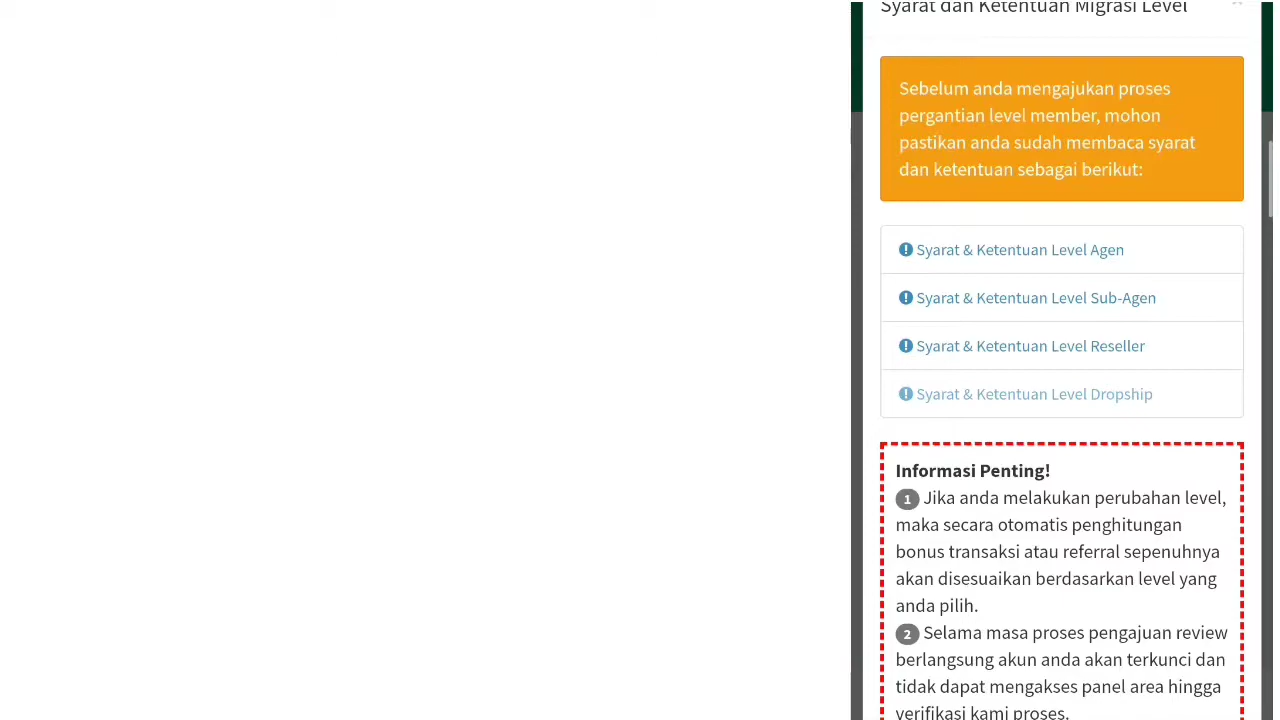 Syarat dan Ketentuan Migrasi Level
Sebelum anda mengajukan proses
pergantian level member, mohon
pastikan anda sudah membaca syarat
dan ketentuan sebagai berikut:
Syarat & Ketentuan Level Agen
Syarat & Ketentuan Level Sub-Agen
Syarat & Ketentuan Level Reseller
Syarat & Ketentuan Level Dropship
Informasi Penting!
1 Jika anda melakukan perubahan level,
maka secara otomatis penghitungan
bonus transaksi atau referral sepenuhnya
akan disesuaikan berdasarkan level yang
anda pilih.
2 Selama masa proses pengajuan review
berlangsung akun anda akan terkunci dan
tidak dapat mengakses panel area hingga
verifikasi kami proses.